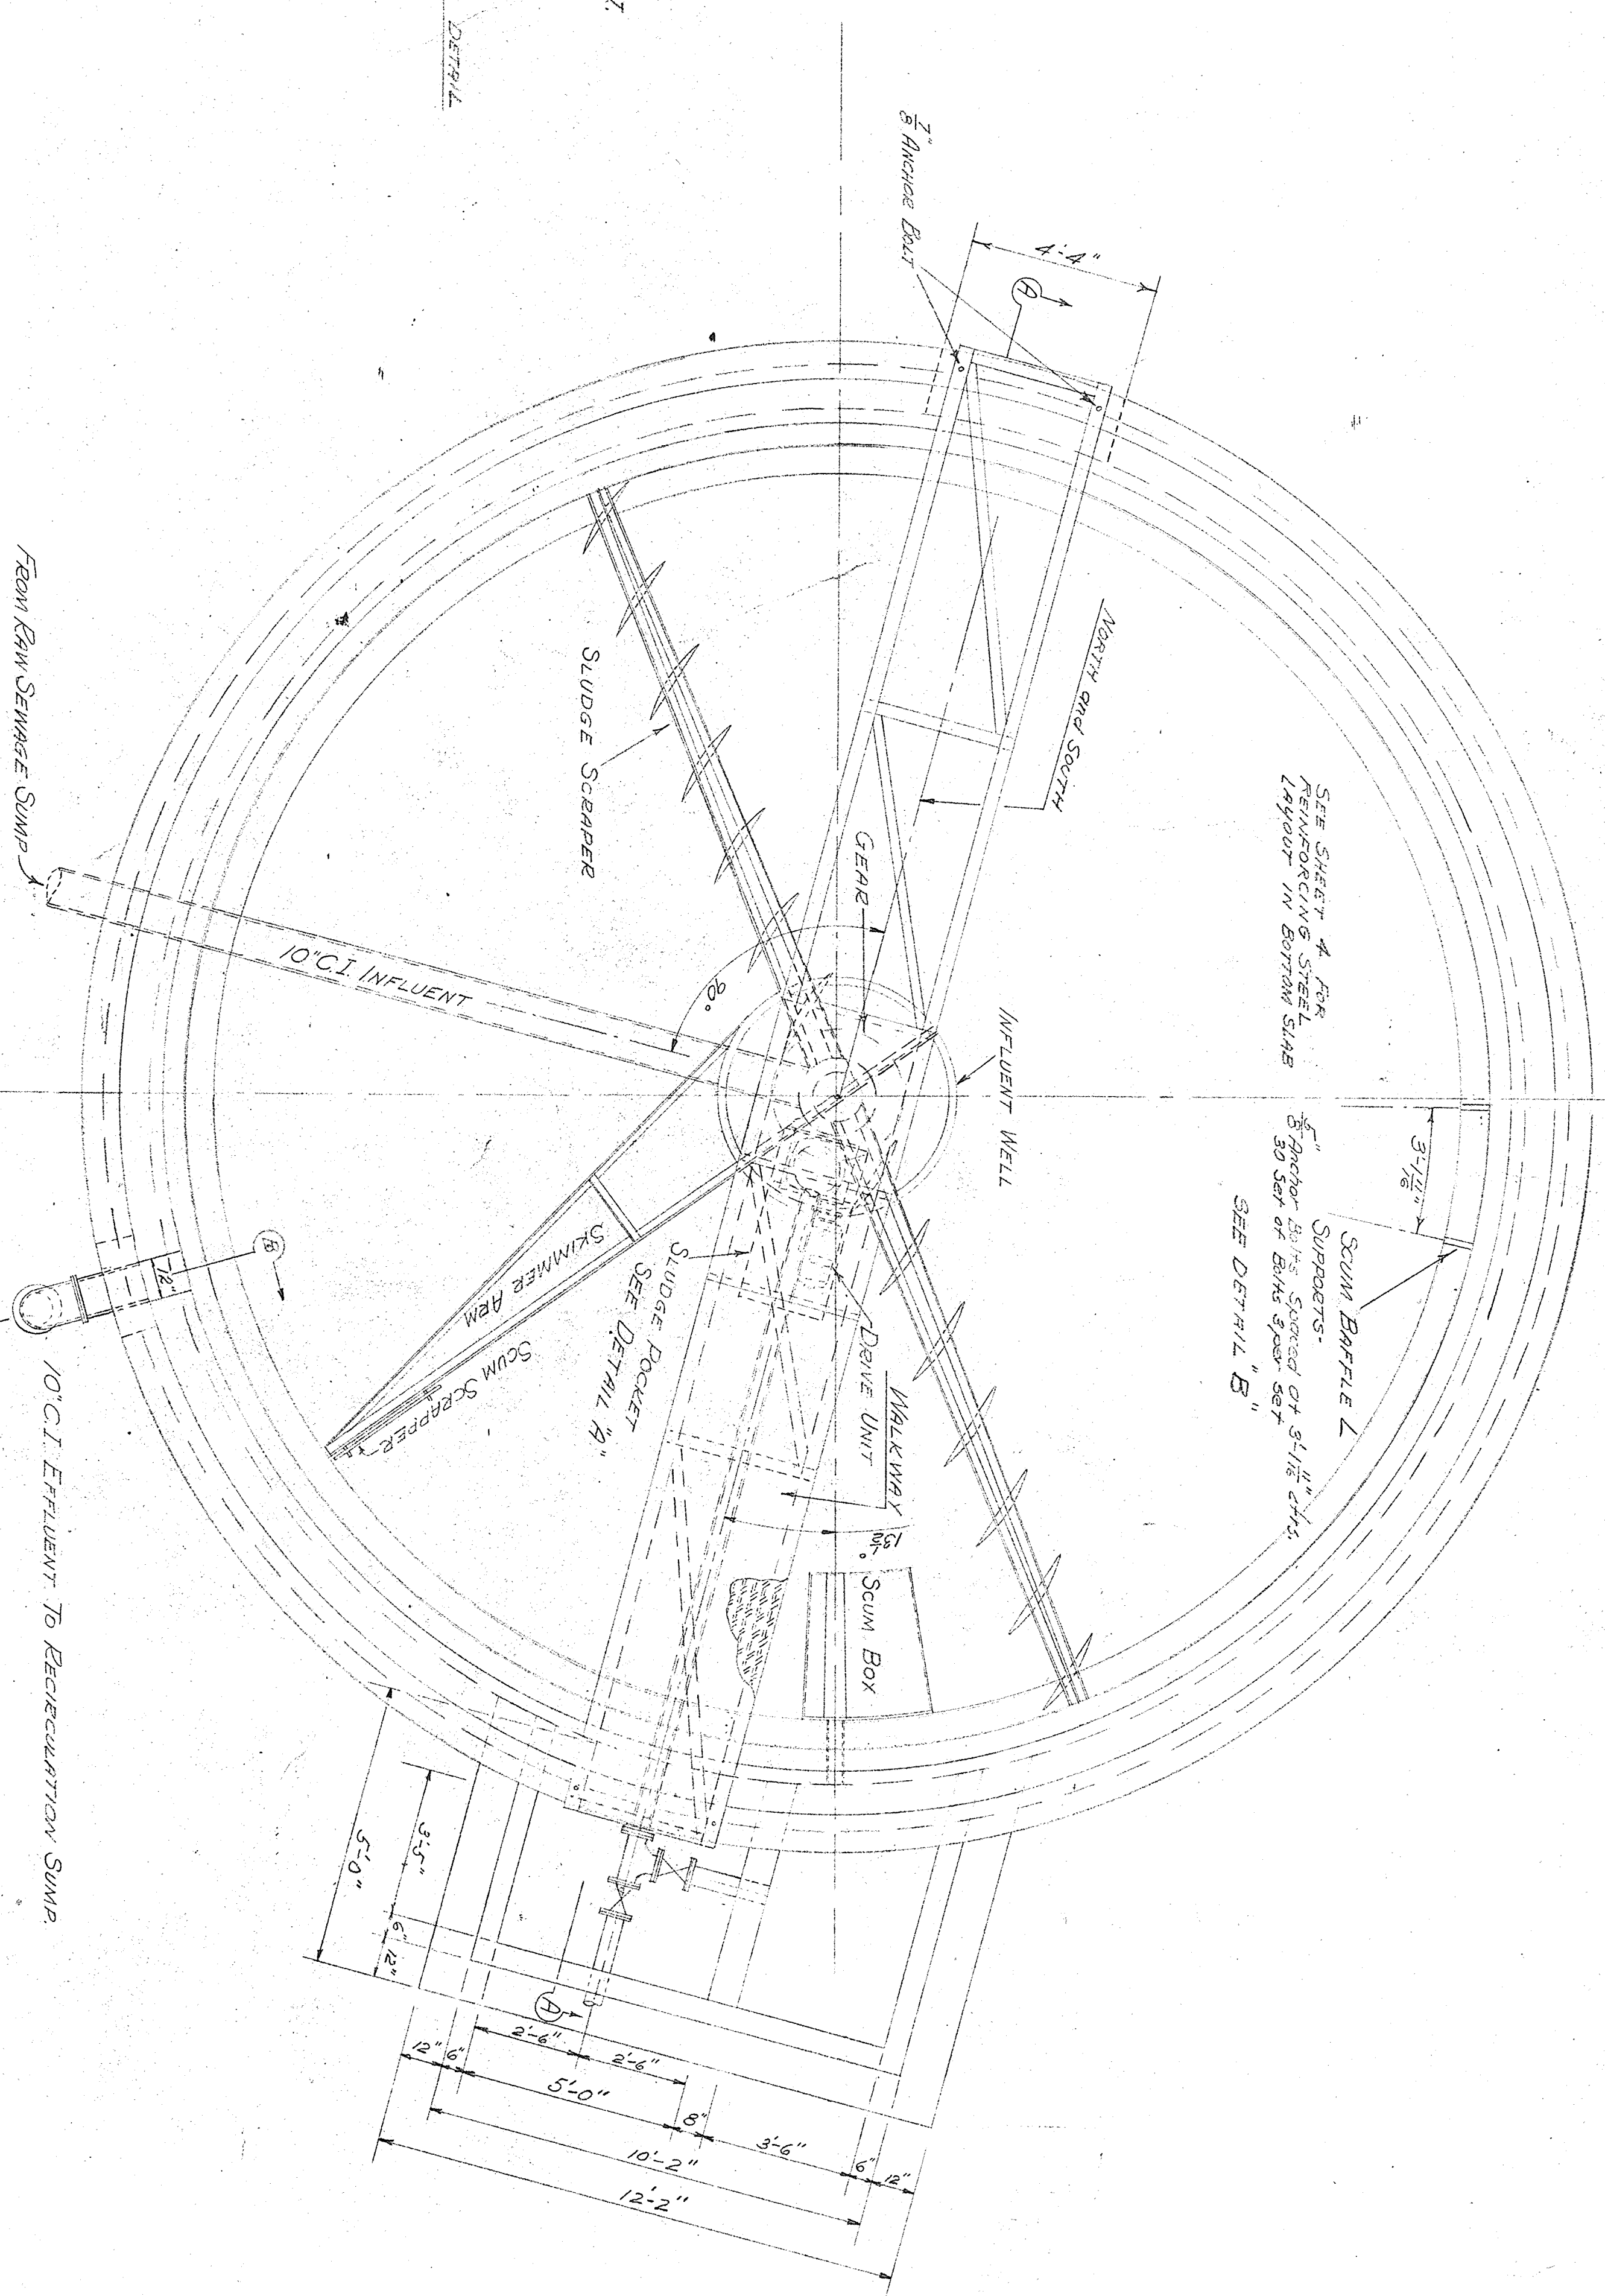 DETAIL
7/8" ANCHOR BOLT
4'-4"
A
NORTH and SOUTH
SEE SHEET 4 FOR
REINFORCING STEEL
LAYOUT IN BOTTOM SLAB
SLUDGE SCRAPER
GEAR
FROM RAW SEWAGE SUMP
10" C.I. INFLUENT
90°
INFLUENT WELL
3'-1 11/16"
SCUM BAFFLE L
SUPPORTS-
5/8" Anchor Bolts Spaced at 3'-1 11/16" ctrs.
30 Set of Bolts 3 per set
SEE DETAIL "B"
B
12"
SKIMMER ARM
SCUM SCRAPPER
SLUDGE POCKET
SEE DETAIL "A"
DRIVE UNIT
WALKWAY
13½°
SCUM BOX
10" C.I. EFFLUENT TO RECIRCULATION SUMP.
5'-0"
3'-5"
6"
12"
A
2'-6"
2'-6"
12"
6"
5'-0"
8"
3'-6"
6"
12"
10'-2"
12'-2"